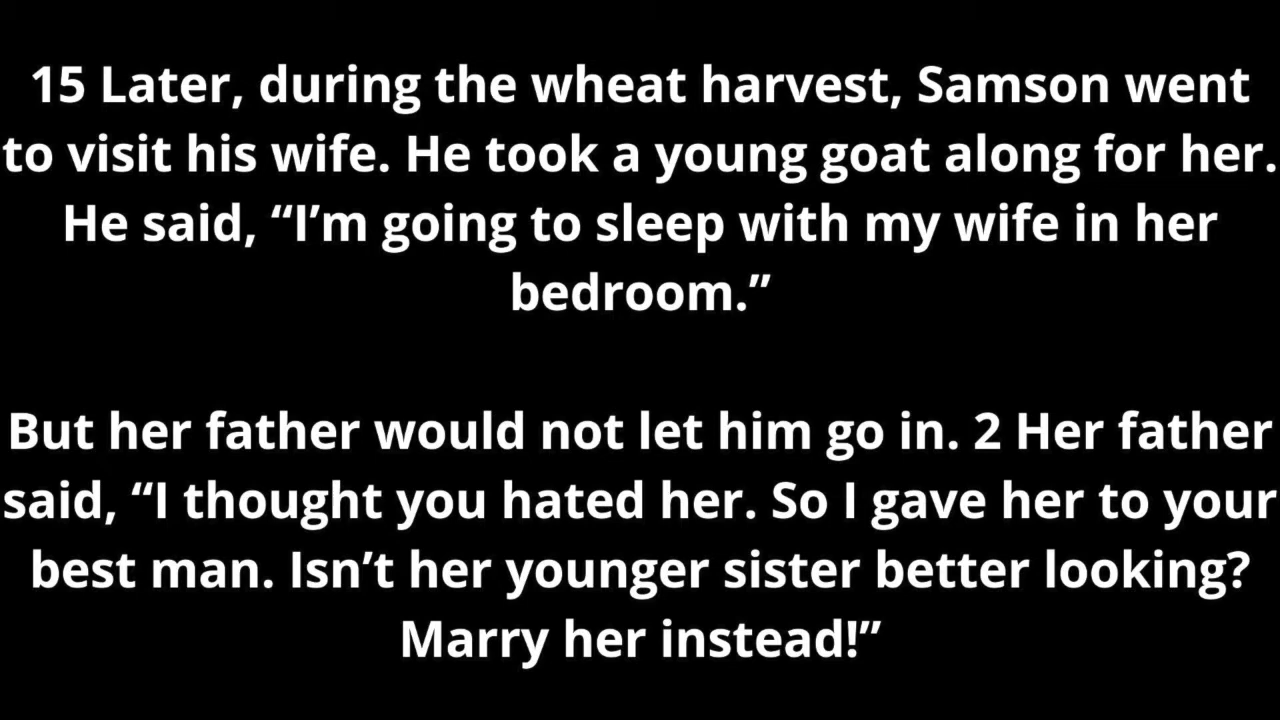 15 Later, during the wheat harvest, Samson went
to visit his wife. He took a young goat along for her.
He said, “I’m going to sleep with my wife in her
bedroom.”
But her father would not let him go in. 2 Her father
said, “I thought you hated her. So I gave her to your
best man. Isn’t her younger sister better looking?
Marry her instead!”